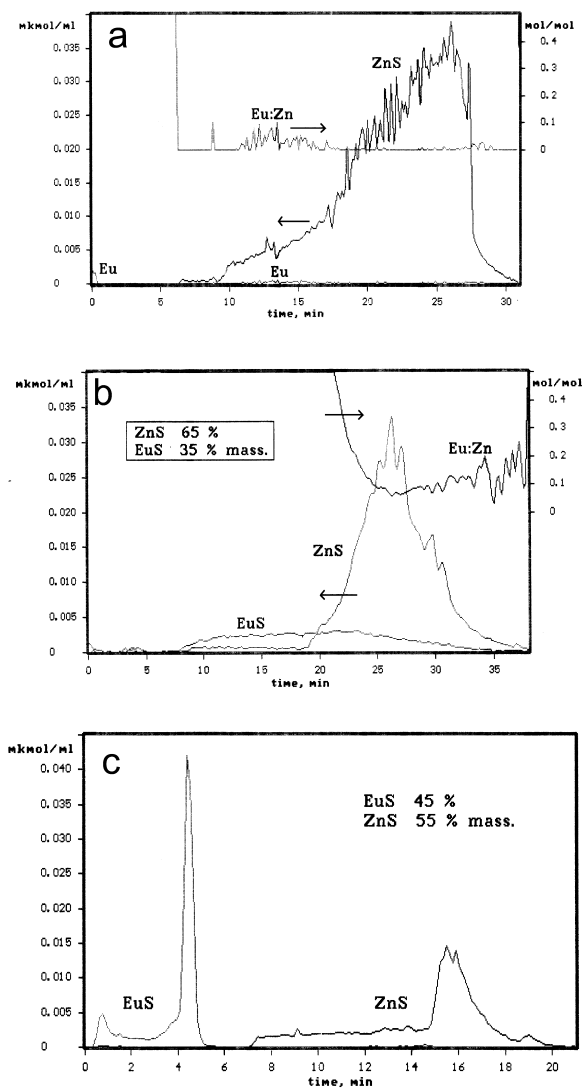 mkmol/ml
mol/mol
a
0.035
0.4
ZnS
0.030
0.3
0.025
0.2
Eu:Zn
0.1
0.020
0
0.015
0.010
0.005
Eu
Eu
0
0
5
10
15
20
25
30
time, min
mkmol/ml
mol/mol
b
0.035
0.4
ZnS 65 %
EuS 35 % mass.
0.030
0.3
0.2
Eu:Zn
0.025
0.1
0
0.020
ZnS
0.015
0.010
EuS
0.005
0
0
5
10
15
20
25
30
35
time, min
mkmol/ml
c
0.040
EuS 45 %
ZnS 55 % mass.
0.035
0.030
0.025
0.020
0.015
0.010
EuS
ZnS
0.005
0
0
2
4
6
8
10
12
14
16
18
20
time, min